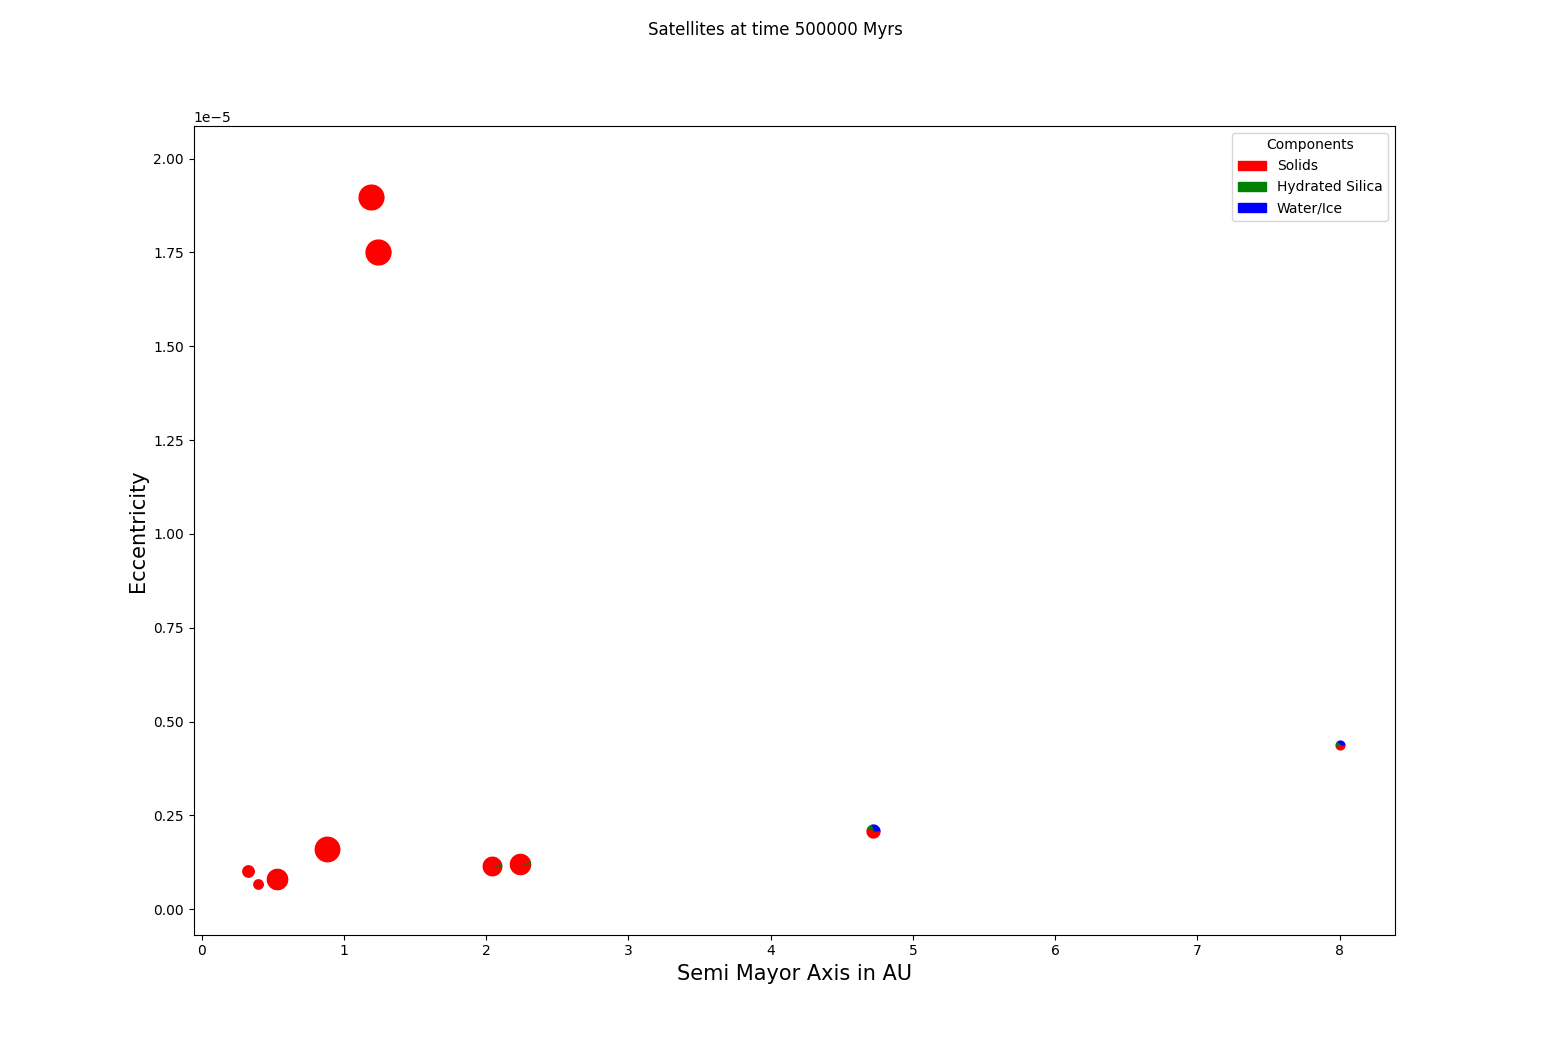 Satellites at time 500000 Myrs
1e−5
2.00
1.75
1.50
1.25
1.00
0.75
0.50
0.25
0.00
Eccentricity
Components
Solids
Hydrated Silica
Water/Ice
0 1 2 3 4 5 6 7 8
Semi Mayor Axis in AU